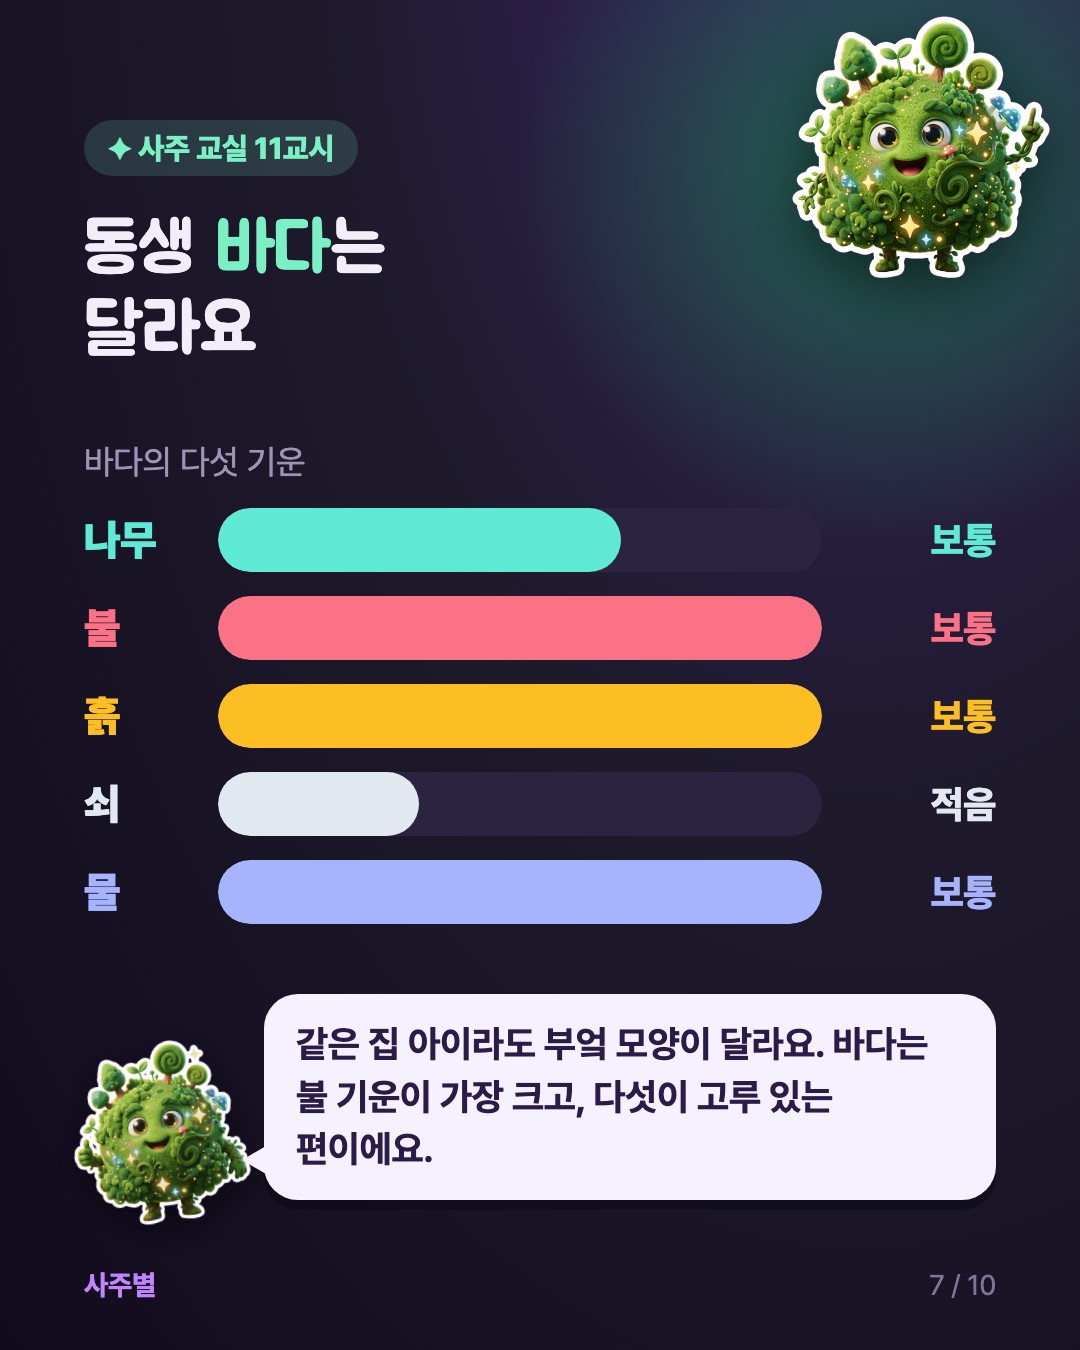 ✦ 사주 교실 11교시
동생 바다는
달라요
바다의 다섯 기운
나무 보통
불 보통
흙 보통
쇠 적음
물 보통
같은 집 아이라도 부엌 모양이 달라요. 바다는
불 기운이 가장 크고, 다섯이 고루 있는
편이에요.
사주별
7 / 10